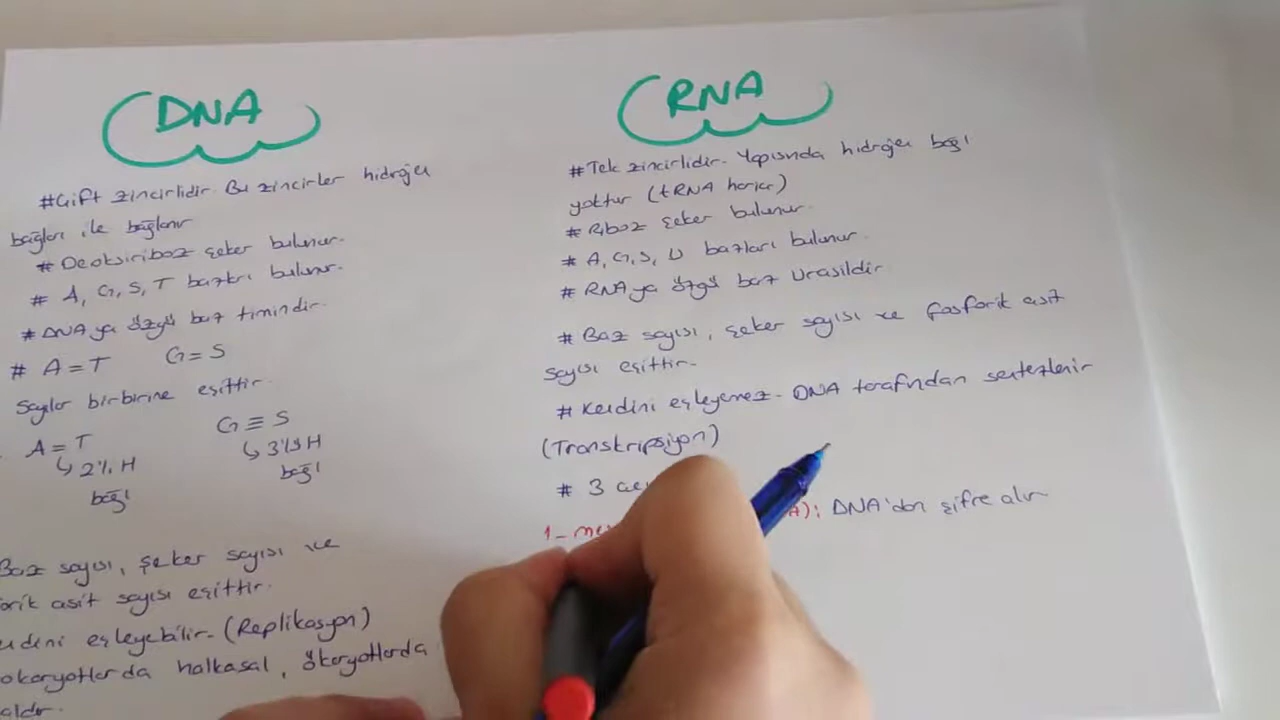 DNA
#Çift zincirlidir. Bu zincirler hidrojen
bağları ile bağlanır
# Deoksiriboz şeker bulunur.
# A, G, S, T bazları bulunur.
# DNA ya özgü baz timindir.
# A = T G = S
Sayılar birbirine eşittir.
A = T G ≡ S
↳ 2'li H ↳ 3'lü H
bağı bağı
Baz sayısı, şeker sayısı ve
asit sayısı eşittir.
eşleyebilir. (Replikasyon)
halkasal, ökaryotlarda
RNA
#Tek zincirlidir. Yapısında hidrojen bağı
yoktur (tRNA hariç)
# Riboz şeker bulunur.
# A, G, S, U bazları bulunur.
# RNA ya özgü baz Urasildir
# Baz sayısı, şeker sayısı ve fosforik asit
sayısı eşittir.
# Kendini eşleyemez. DNA tarafından sentezlenir
(Transkripsiyon)
# 3
1- A): DNA'dan şifre alır.